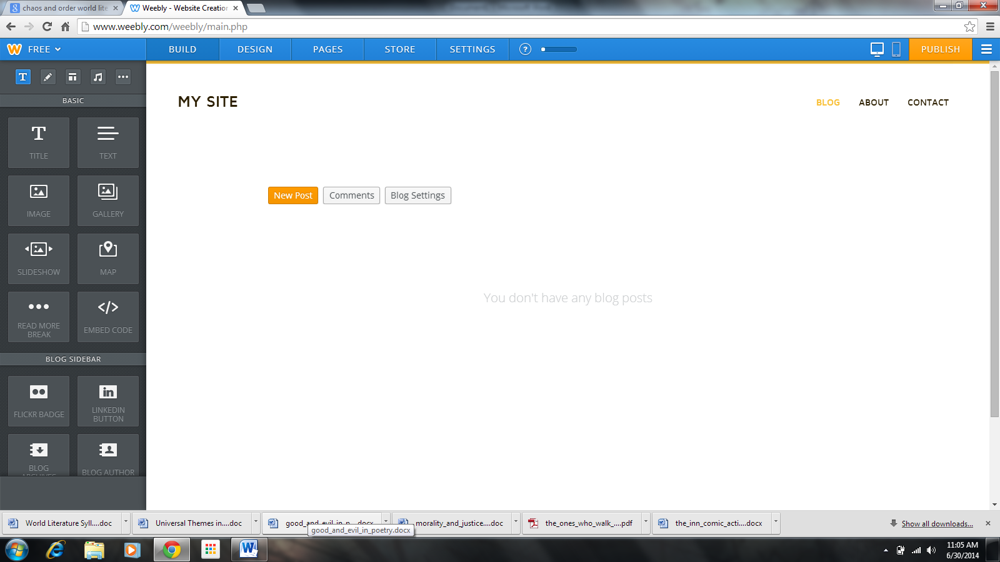 chaos and order world lite
Weebly - Website Creation
www.weebly.com/weebly/main.php
FREE
BUILD
DESIGN
PAGES
STORE
SETTINGS
?
PUBLISH
BASIC
TITLE
TEXT
IMAGE
GALLERY
SLIDESHOW
MAP
READ MORE
BREAK
EMBED CODE
BLOG SIDEBAR
FLICKR BADGE
LINKEDIN
BUTTON
BLOG
ARCHIVES
BLOG AUTHOR
MY SITE
BLOG
ABOUT
CONTACT
New Post
Comments
Blog Settings
You don't have any blog posts
World Literature Syll....doc
Universal Themes in....doc
good_and_evil_in_p....docx
morality_and_justice....doc
the_ones_who_walk_....pdf
the_inn_comic_acti....docx
Show all downloads...
good_and_evil_in_poetry.docx
11:05 AM
6/30/2014